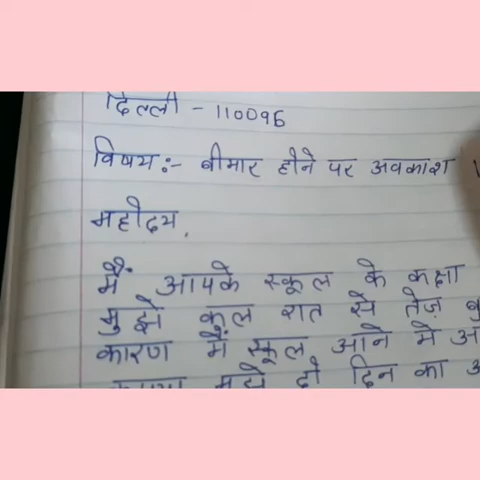 दिल्ली - 110096
विषय:- बीमार होने पर अवकाश
महोदय,
मैं आपके स्कूल के कक्षा
मुझे कल रात से तेज़
कारण मैं स्कूल आने में
मुझे दो दिन का